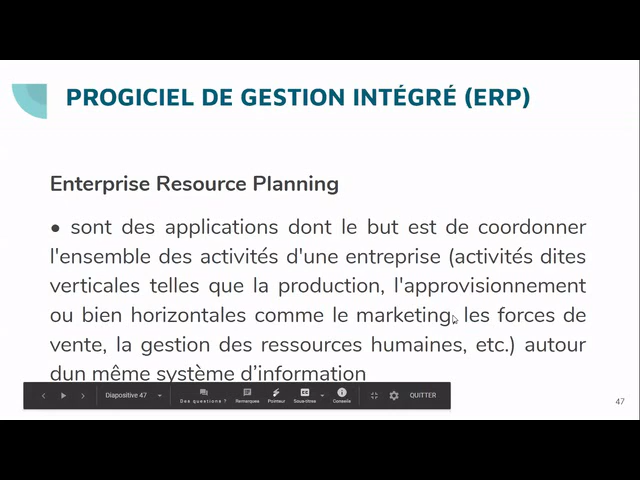 PROGICIEL DE GESTION INTÉGRÉ (ERP)
Enterprise Resource Planning
● sont des applications dont le but est de coordonner
l'ensemble des activités d'une entreprise (activités dites
verticales telles que la production, l'approvisionnement
ou bien horizontales comme le marketing, les forces de
vente, la gestion des ressources humaines, etc.) autour
dun même système d'information
Diapositive 47
Des questions ?
Remarques
Pointeur
Sous-titres
Conseils
QUITTER
47